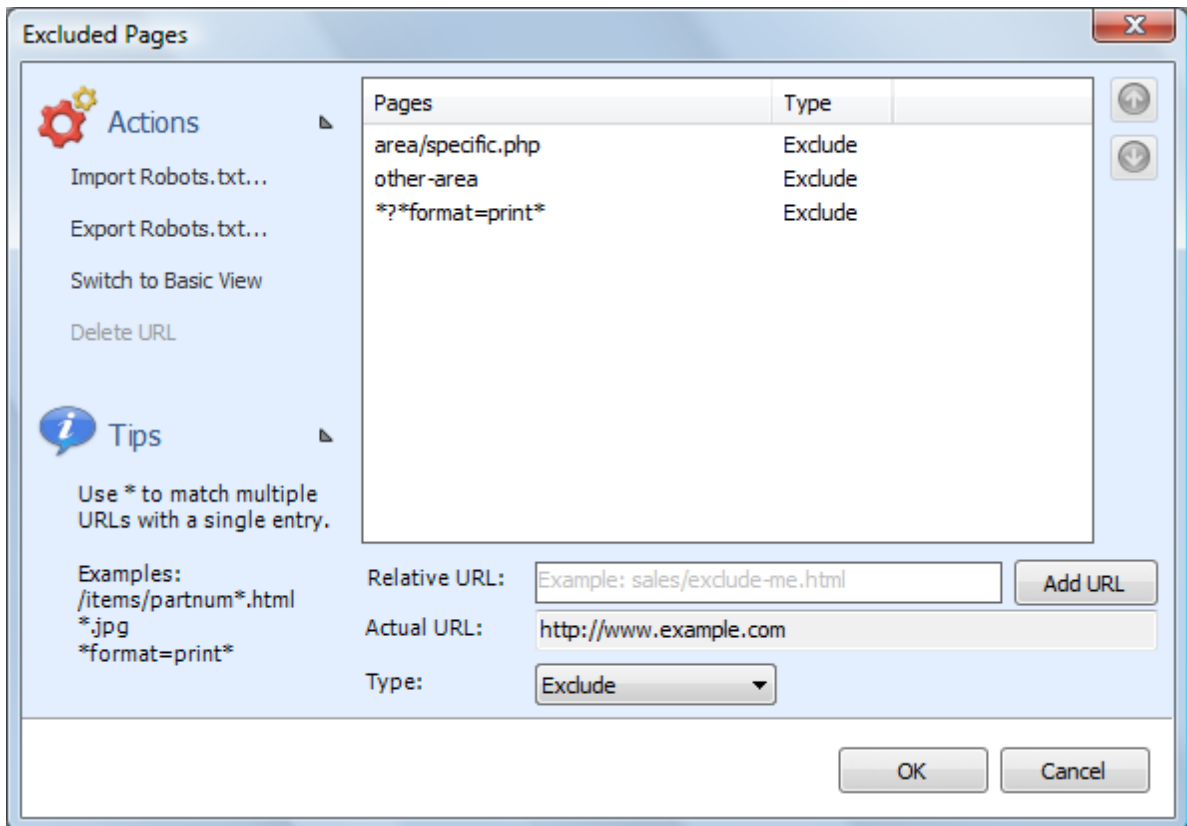 Excluded Pages
Actions
Import Robots.txt...
Export Robots.txt...
Switch to Basic View
Delete URL
Tips
Use * to match multiple
URLs with a single entry.
Examples:
/items/partnum*.html
*.jpg
*format=print*
Pages Type
area/specific.php Exclude
other-area Exclude
*?*format=print* Exclude
Relative URL: Example: sales/exclude-me.html Add URL
Actual URL: http://www.example.com
Type: Exclude
OK Cancel